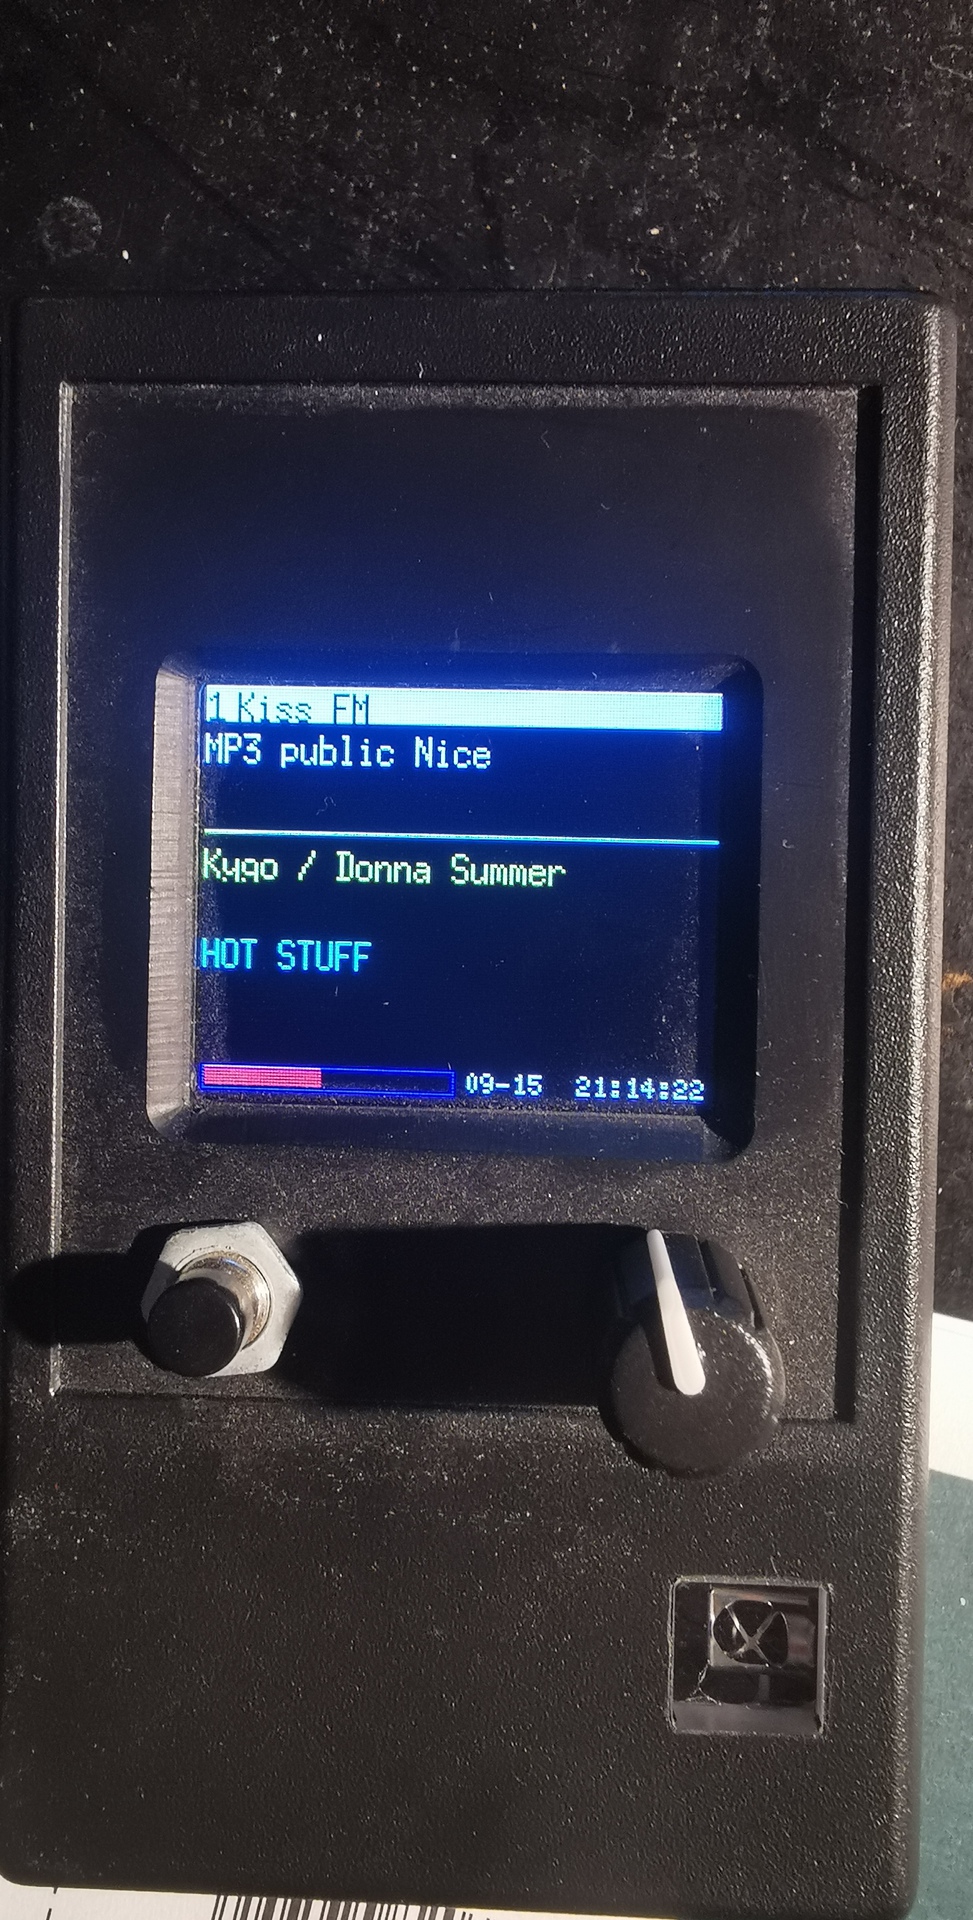 1 Kiss FM
MP3 public Nice
Kygo / Donna Summer
HOT STUFF
09-15 21:14:22